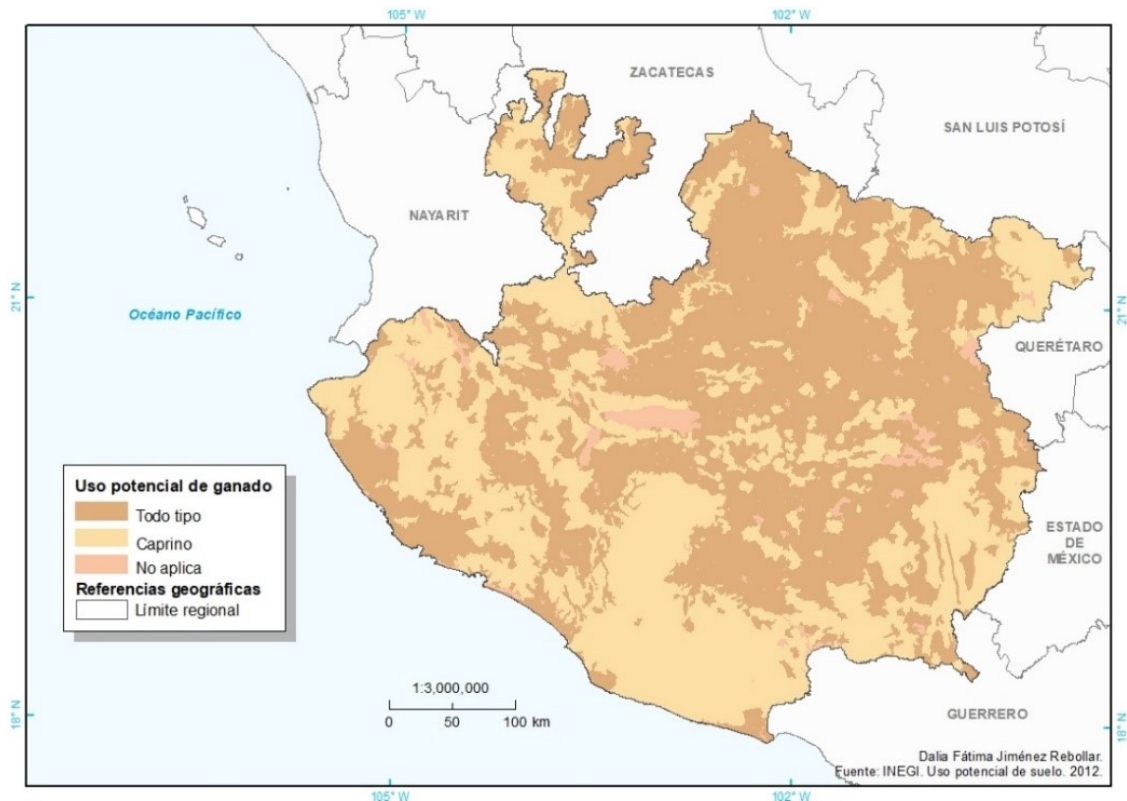 105° W
102° W
ZACATECAS
SAN LUIS POTOSÍ
NAYARIT
21° N
21° N
Océano Pacífico
QUERÉTARO
Uso potencial de ganado
Todo tipo
Caprino
No aplica
Referencias geográficas
Límite regional
ESTADO
DE
MÉXICO
1:3,000,000
0 50 100 km
18° N
18° N
GUERRERO
Dalia Fátima Jiménez Rebollar.
Fuente: INEGI. Uso potencial de suelo. 2012.
105° W
102° W